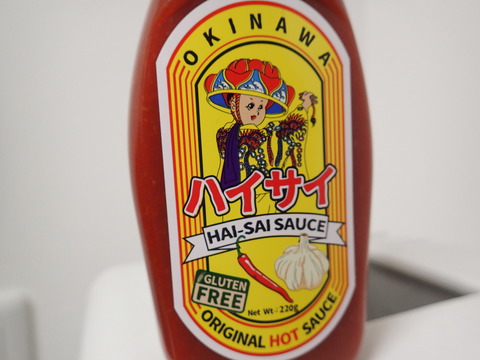 OKINAWA
ハイサイ
HAI-SAI SAUCE
GLUTEN
FREE
Net Wt.: 220g
ORIGINAL HOT SAUCE